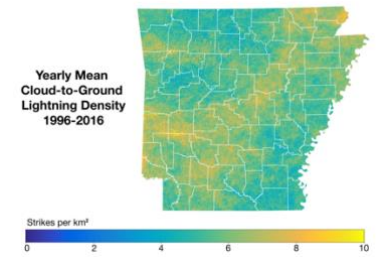 Yearly Mean
Cloud-to-Ground
Lightning Density
1996-2016
Strikes per km²
0 2 4 6 8 10